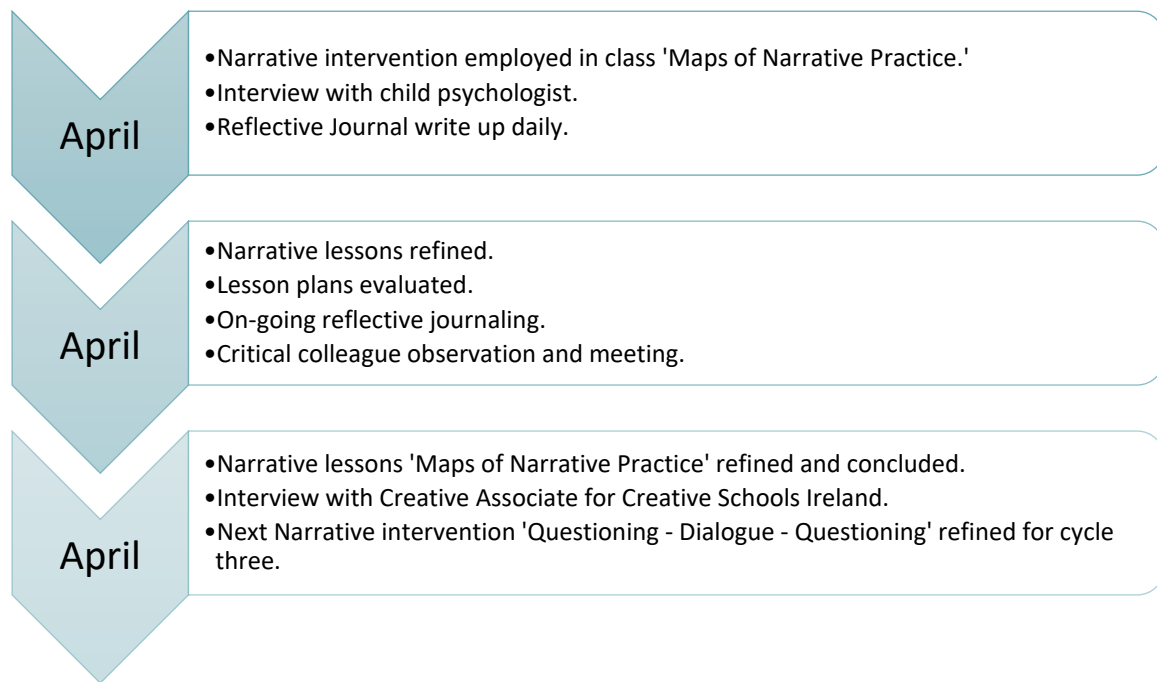 April
•Narrative intervention employed in class 'Maps of Narrative Practice.'
•Interview with child psychologist.
•Reflective Journal write up daily.
April
•Narrative lessons refined.
•Lesson plans evaluated.
•On-going reflective journaling.
•Critical colleague observation and meeting.
April
•Narrative lessons 'Maps of Narrative Practice' refined and concluded.
•Interview with Creative Associate for Creative Schools Ireland.
•Next Narrative intervention 'Questioning - Dialogue - Questioning' refined for cycle
three.